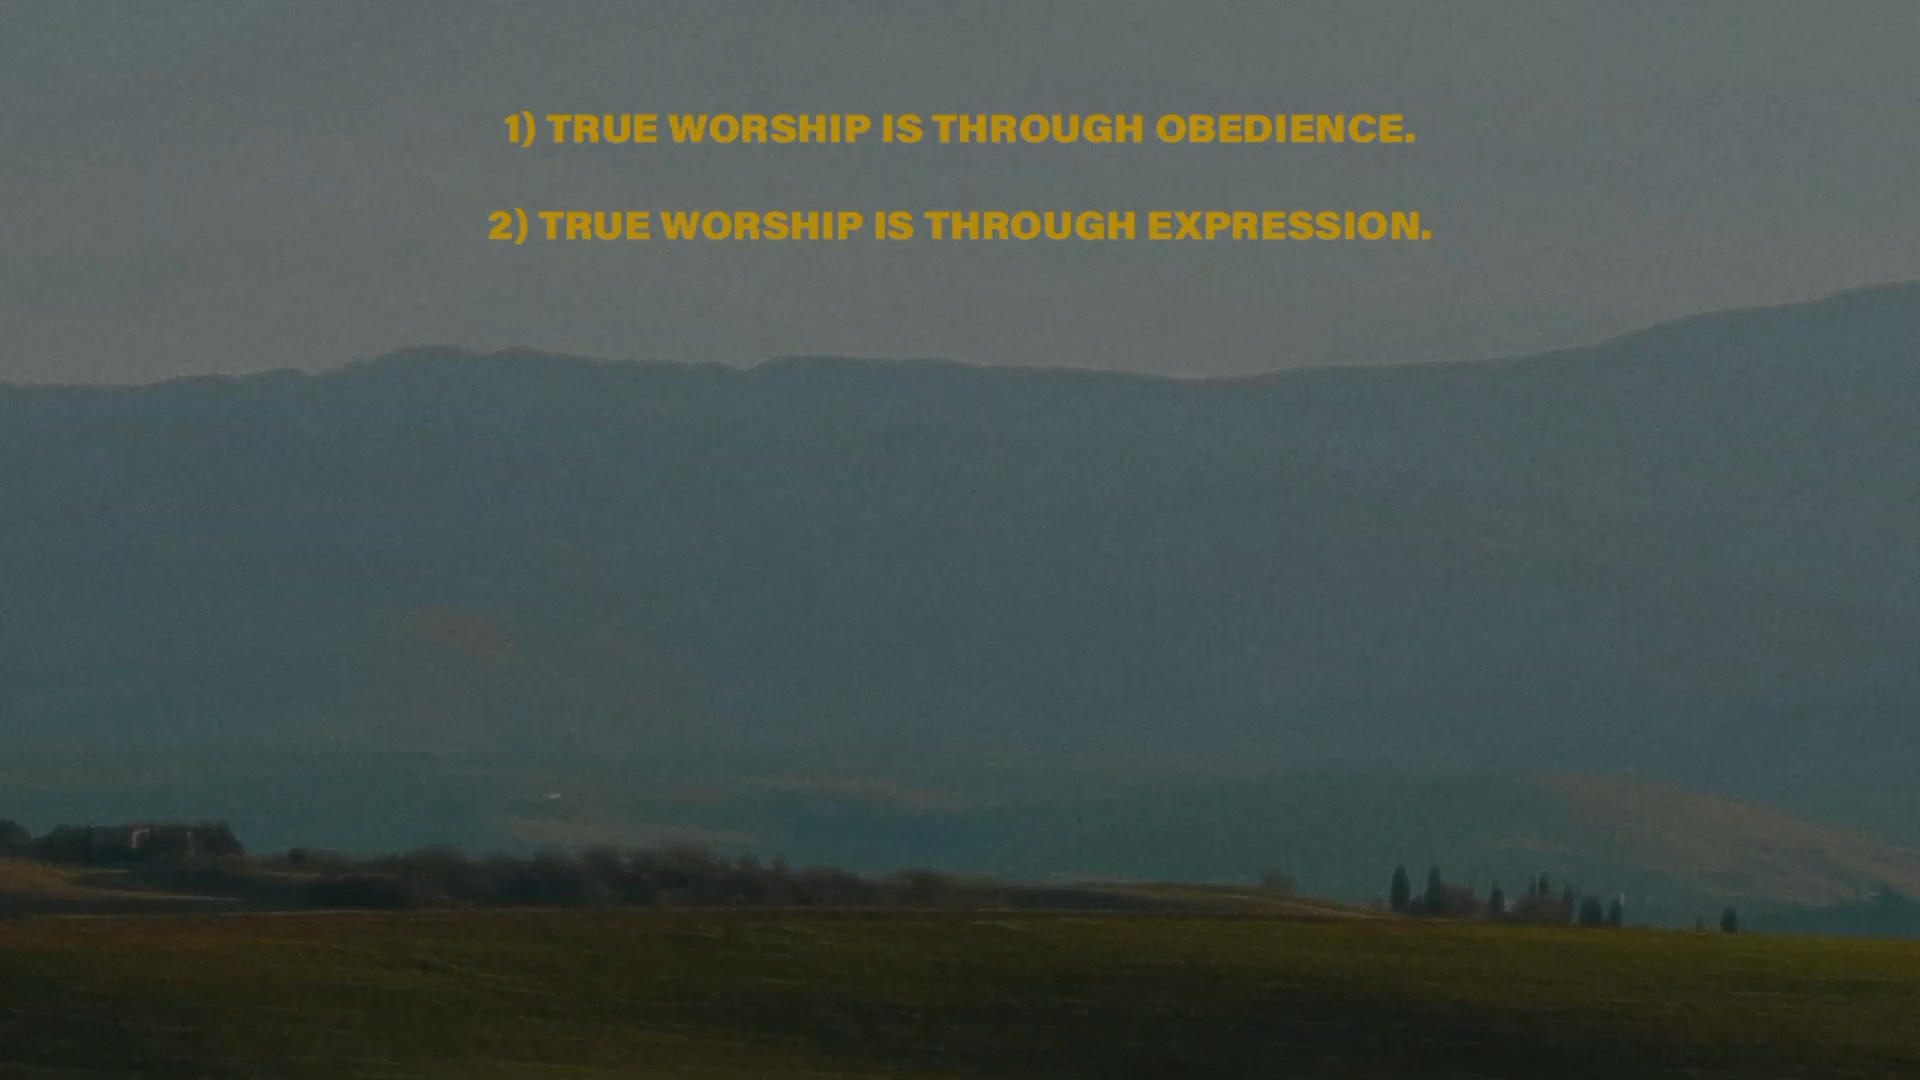 1) TRUE WORSHIP IS THROUGH OBEDIENCE.
2) TRUE WORSHIP IS THROUGH EXPRESSION.